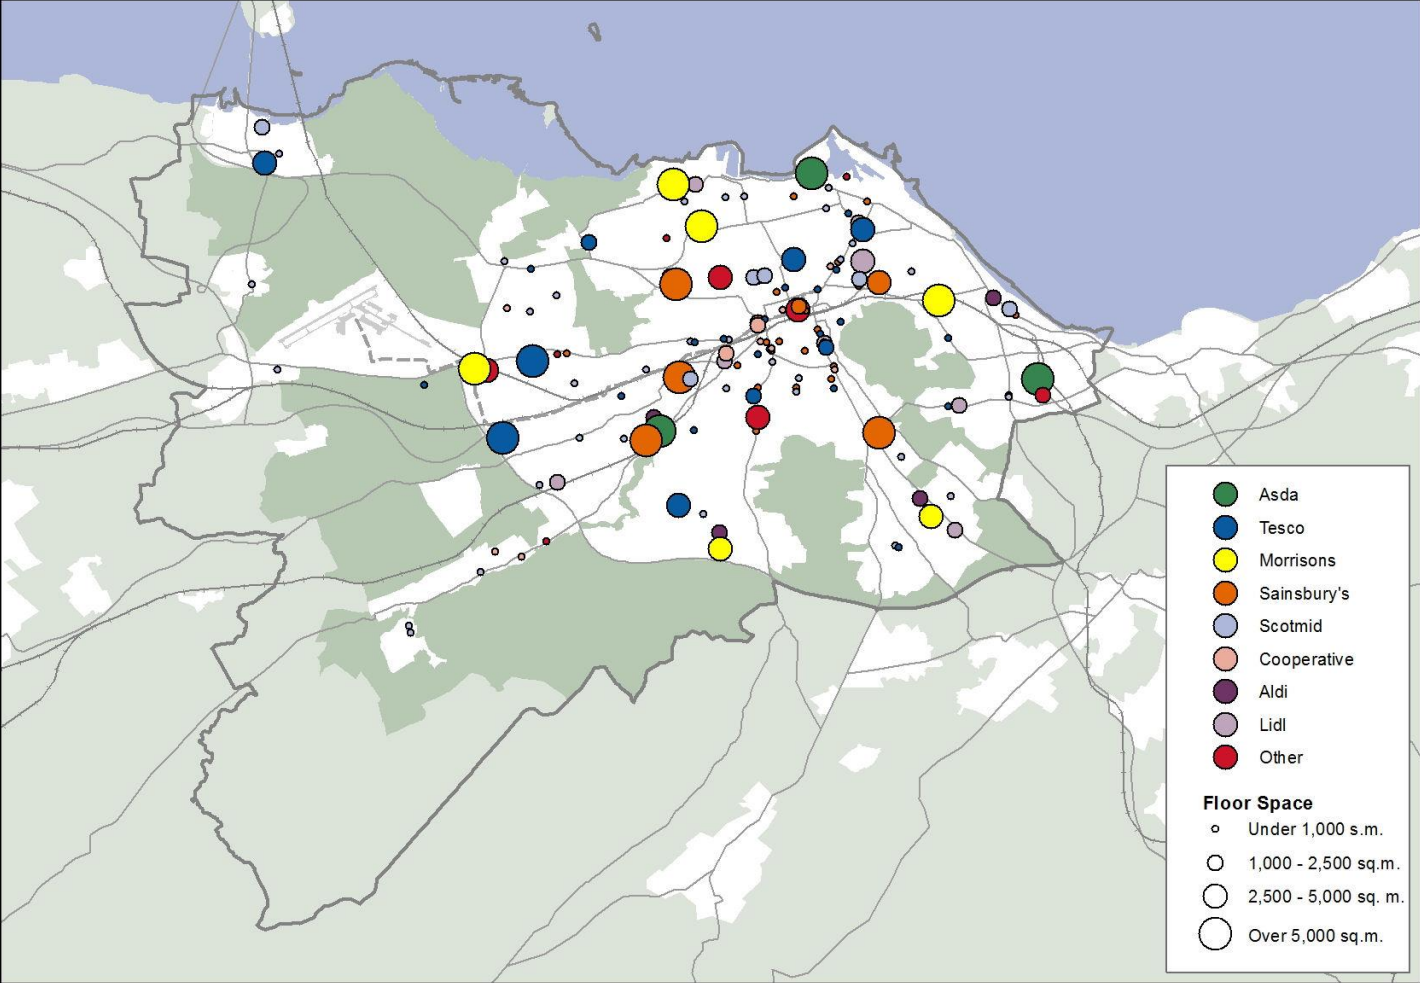 Asda
Tesco
Morrisons
Sainsbury's
Scotmid
Cooperative
Aldi
Lidl
Other
Floor Space
Under 1,000 s.m.
1,000 - 2,500 sq.m.
2,500 - 5,000 sq. m.
Over 5,000 sq.m.